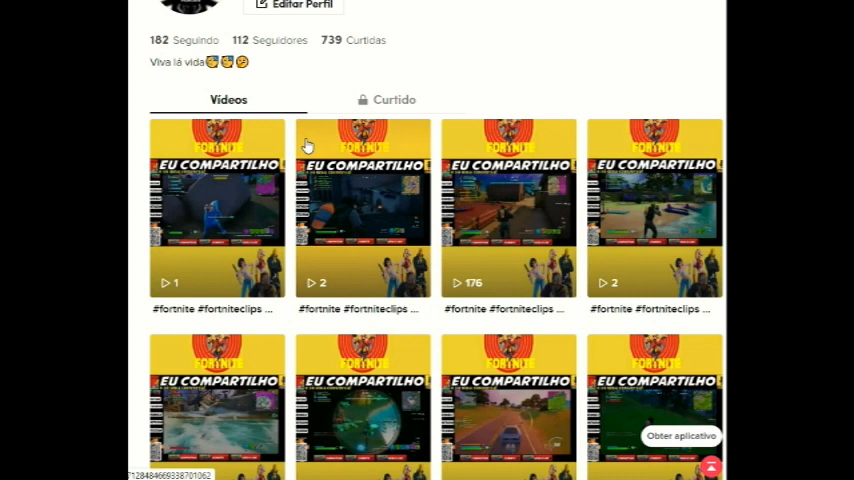 Editar Perfil
182 Seguindo 112 Seguidores 739 Curtidas
Viva lá vida
Vídeos Curtido
FORTNITE FORTNITE FORTNITE FORTNITE
EU COMPARTILHO EU COMPARTILHO EU COMPARTILHO EU COMPARTILHO
1 2 176 2
#fortnite #fortniteclips ... #fortnite #fortniteclips ... #fortnite #fortniteclips ... #fortnite #fortniteclips ...
FORTNITE FORTNITE FORTNITE FORTNITE
EU COMPARTILHO EU COMPARTILHO EU COMPARTILHO EU COMPARTILHO
Obter aplicativo
7128484669338701062